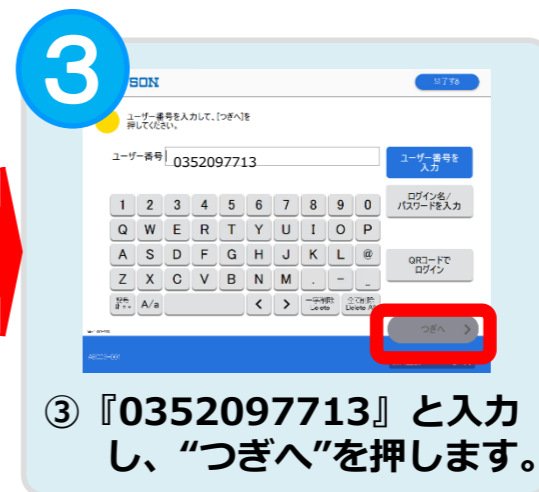 3
SON
終了する
ユーザー番号を入力して、[つぎへ]を
押してください。
ユーザー番号 0352097713
ユーザー番号を
入力
1 2 3 4 5 6 7 8 9 0
ログイン名/
パスワードを入力
Q W E R T Y U I O P
A S D F G H J K L @
QRコードで
ログイン
Z X C V B N M . - _
A/a < > 一字削除 Delete 全て削除 Delete All
つぎへ >
③『0352097713』と入力
し、“つぎへ”を押します。